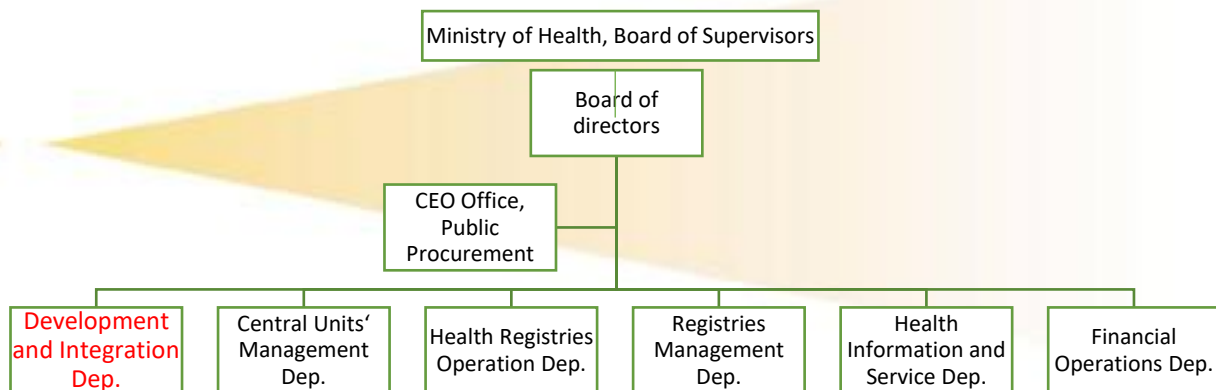 Ministry of Health, Board of Supervisors
Board of
directors
CEO Office,
Public
Procurement
Development
and Integration
Dep.
Central Units‘
Management
Dep.
Health Registries
Operation Dep.
Registries
Management
Dep.
Health
Information and
Service Dep.
Financial
Operations Dep.